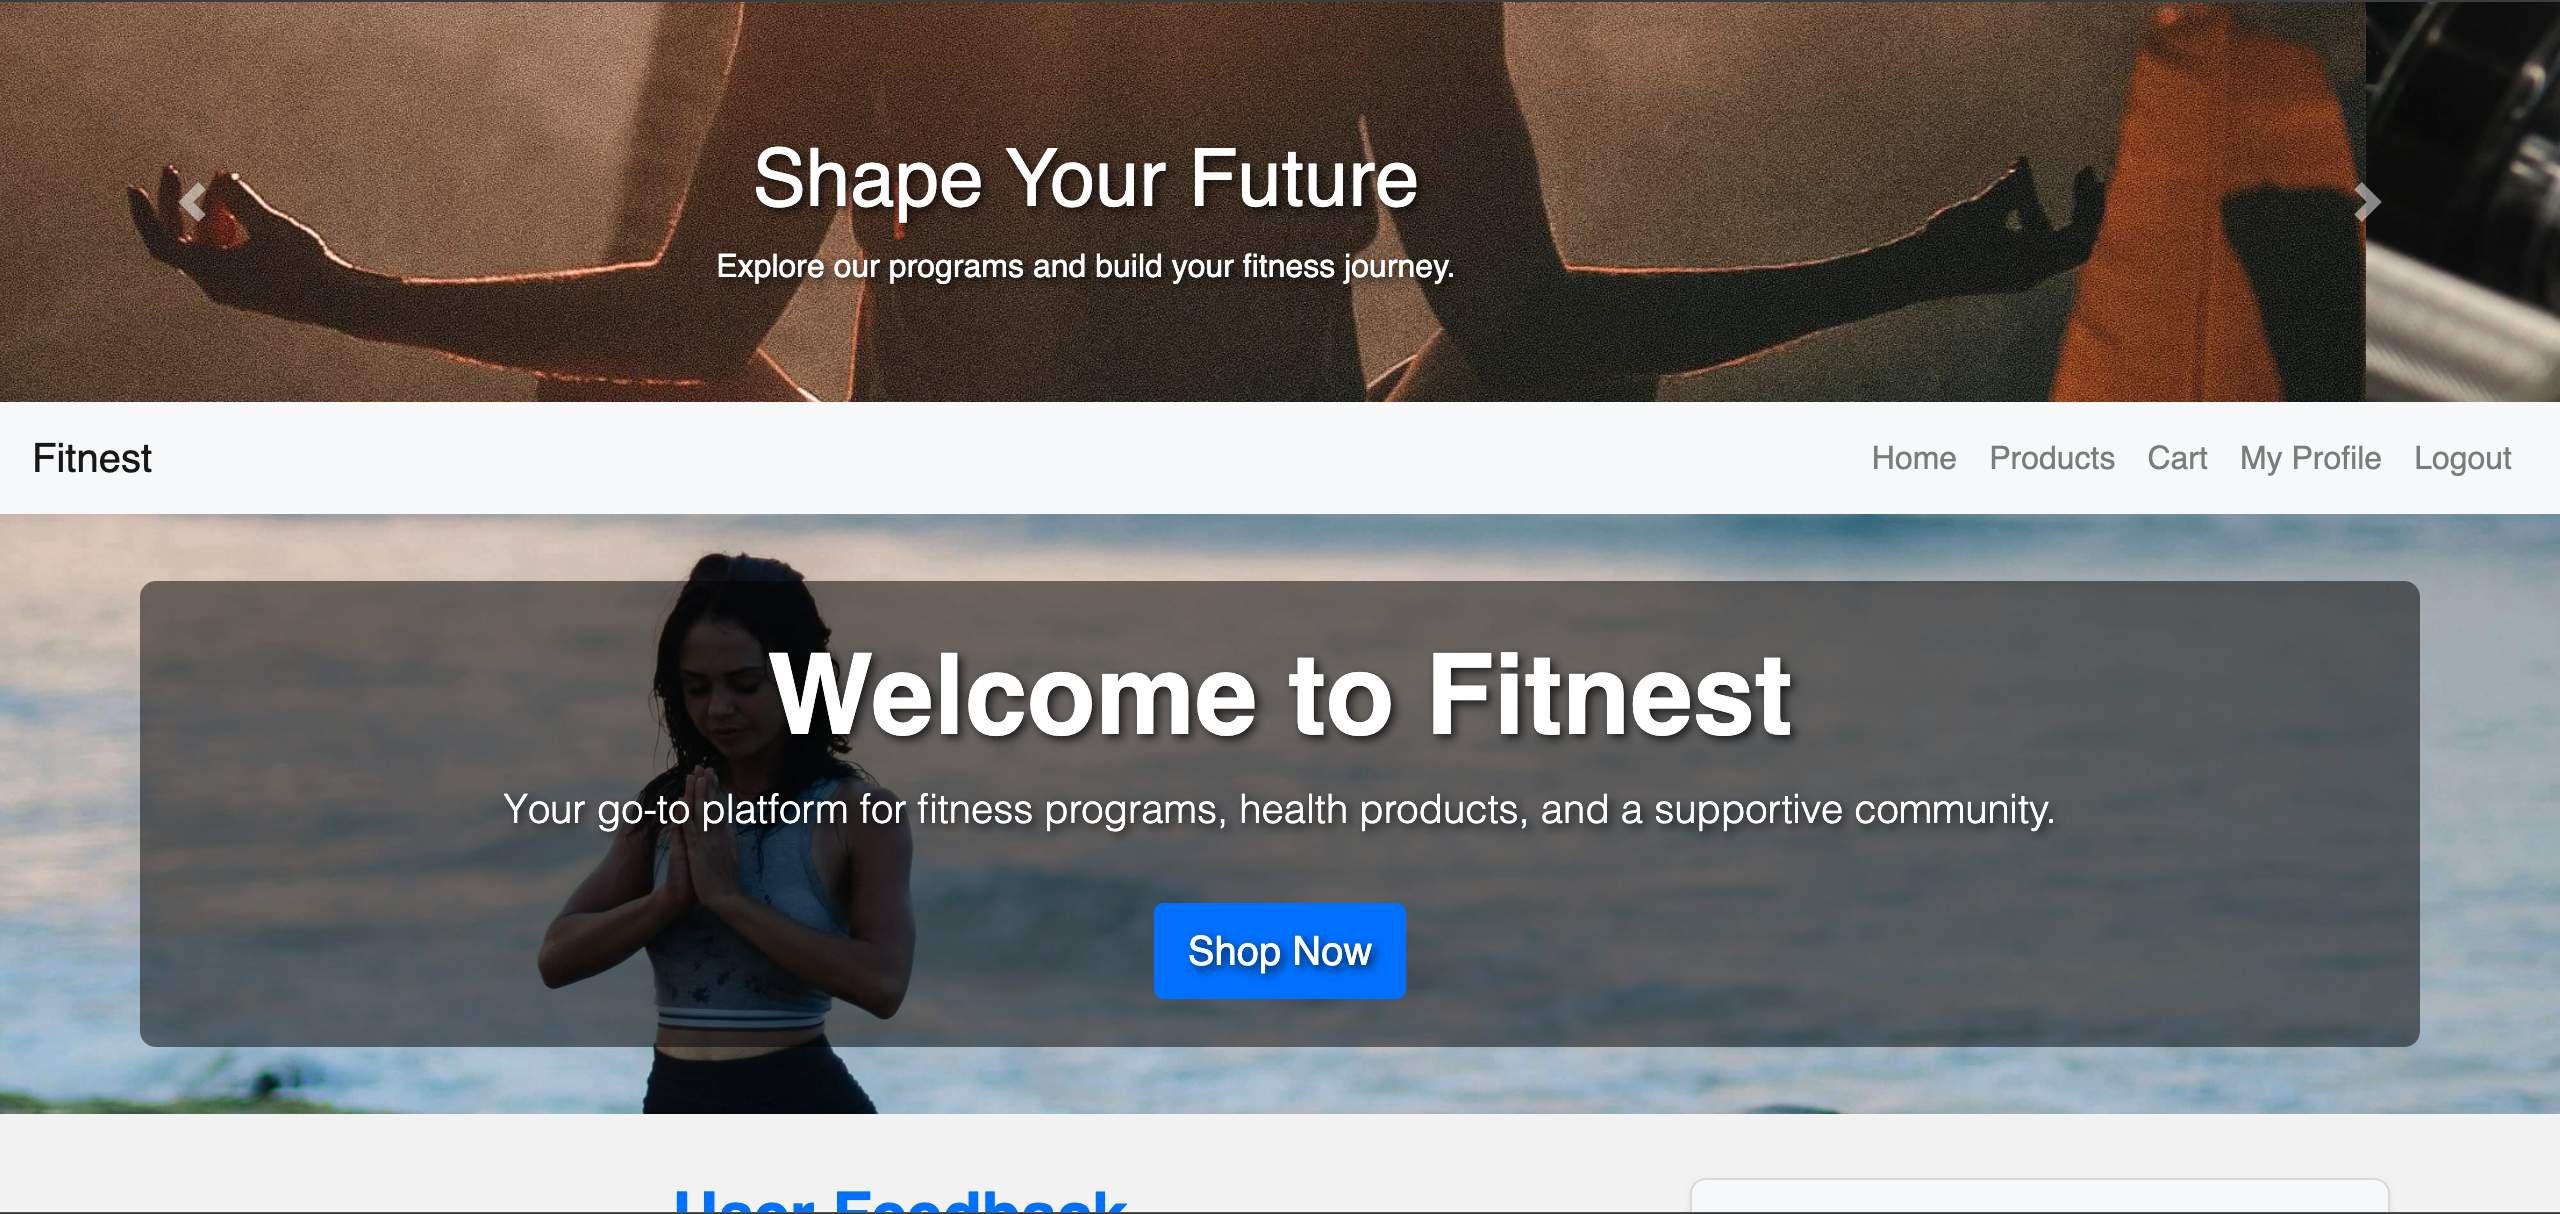 Shape Your Future
Explore our programs and build your fitness journey.
Fitnest
Home Products Cart My Profile Logout
Welcome to Fitnest
Your go-to platform for fitness programs, health products, and a supportive community.
Shop Now
User Feedback